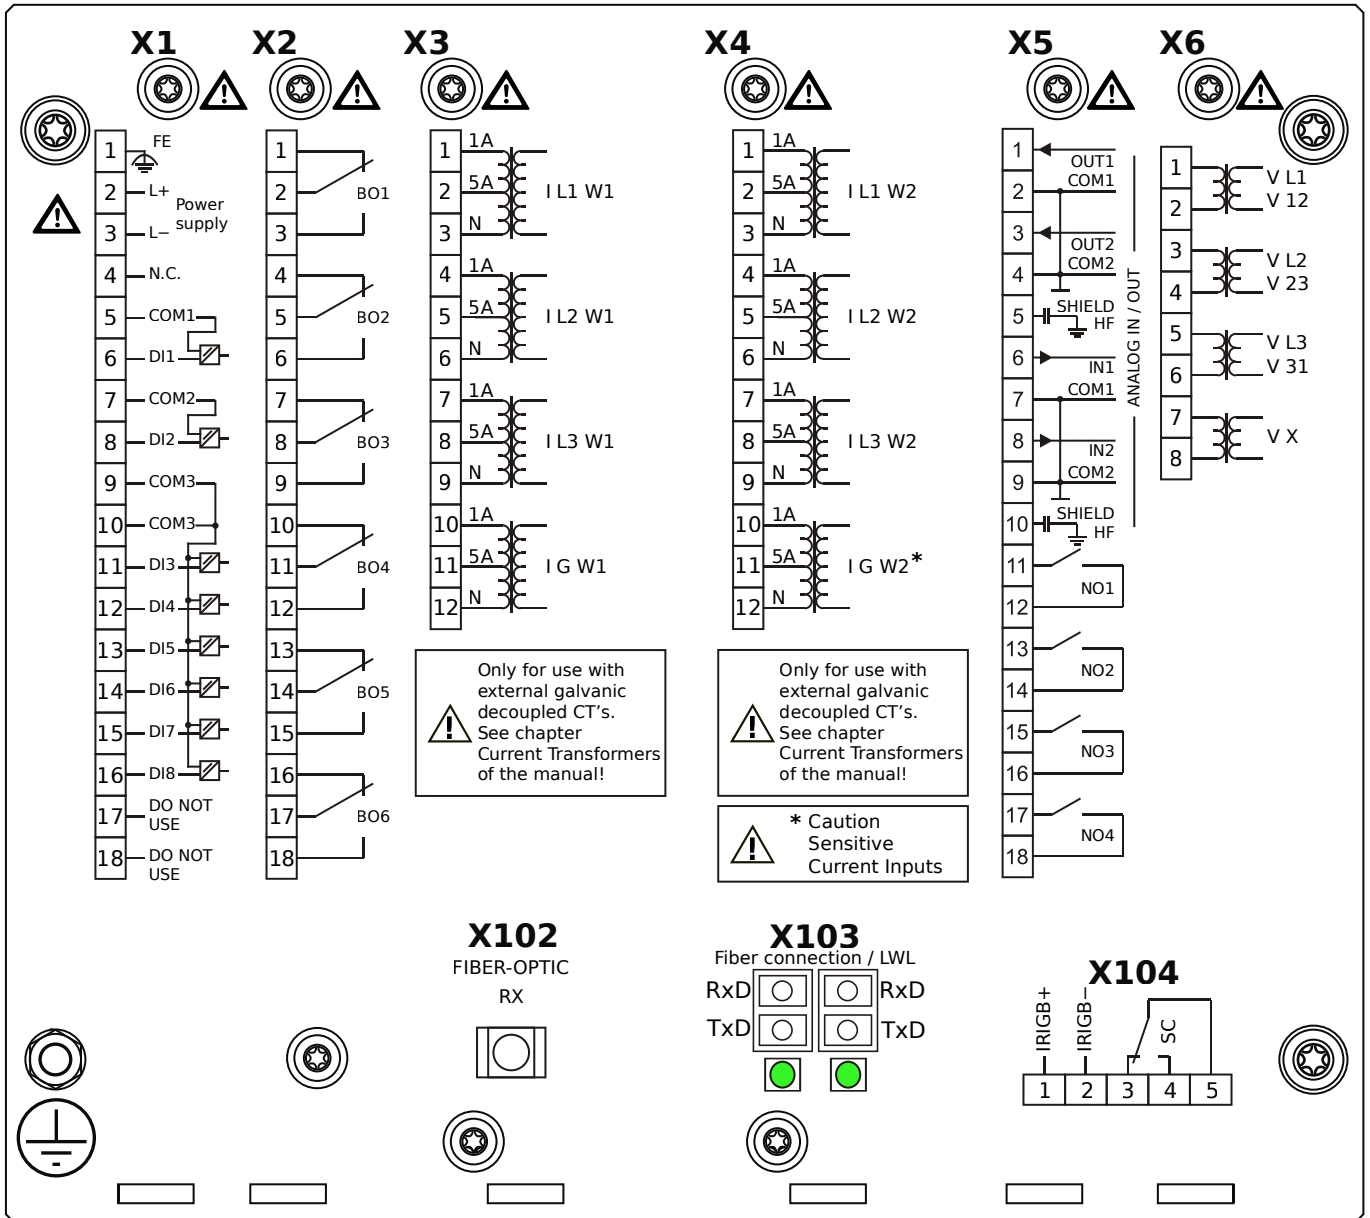 X1 X2 X3 X4 X5 X6
1 FE
2 L+
Power
supply
3 L−
4 N.C.
5 COM1
6 DI1
7 COM2
8 DI2
9 COM3
10 COM3
11 DI3
12 DI4
13 DI5
14 DI6
15 DI7
16 DI8
17 DO NOT
USE
18 DO NOT
USE
1
2 BO1
3
4
5 BO2
6
7
8 BO3
9
10
11 BO4
12
13
14 BO5
15
16
17 BO6
18
1 1A
2 5A I L1 W1
3 N
4 1A
5 5A I L2 W1
6 N
7 1A
8 5A I L3 W1
9 N
10 1A
11 5A I G W1
12 N
Only for use with
external galvanic
decoupled CT's.
See chapter
Current Transformers
of the manual!
1 1A
2 5A I L1 W2
3 N
4 1A
5 5A I L2 W2
6 N
7 1A
8 5A I L3 W2
9 N
10 1A
11 5A I G W2*
12 N
Only for use with
external galvanic
decoupled CT's.
See chapter
Current Transformers
of the manual!
* Caution
Sensitive
Current Inputs
1 OUT1
2 COM1
3 OUT2
4 COM2
5 SHIELD
HF
6 IN1
7 COM1
8 IN2
9 COM2
10 SHIELD
HF
ANALOG IN / OUT
11
NO1
12
13
NO2
14
15
NO3
16
17
NO4
18
1 V L1
2 V 12
3 V L2
4 V 23
5 V L3
6 V 31
7
V X
8
X102
FIBER-OPTIC
RX
X103
Fiber connection / LWL
RxD RxD
TxD TxD
X104
IRIGB+
IRIGB−
SC
1 2 3 4 5